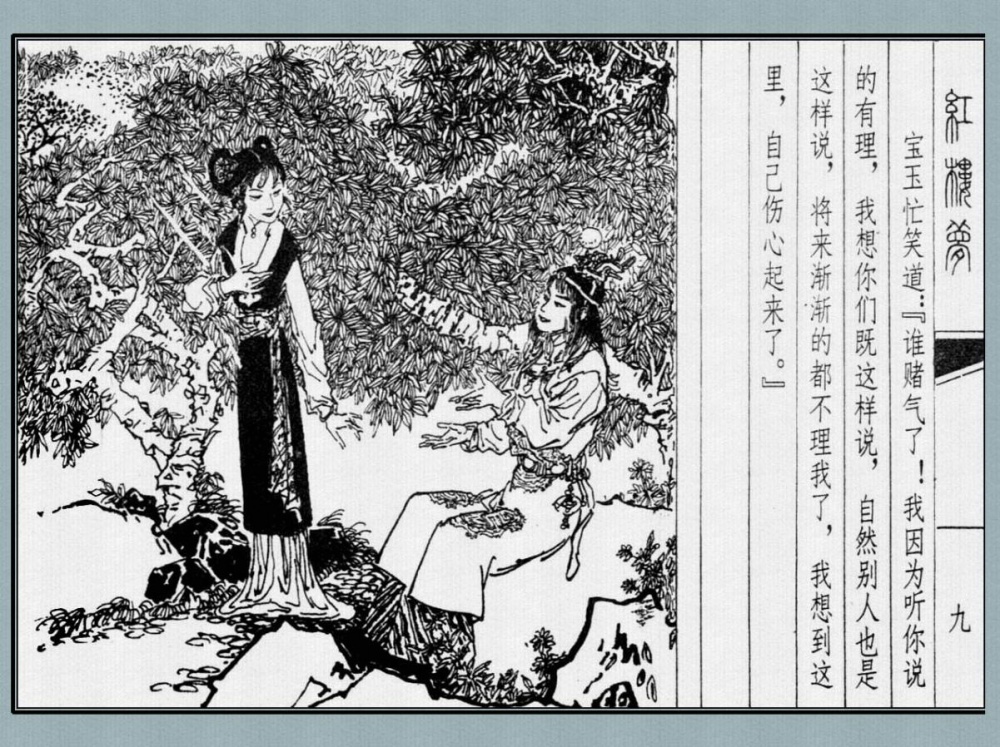 紅樓夢
九
宝玉忙笑道：『谁赌气了！我因为听你说
的有理，我想你们既这样说，自然别人也是
这样说，将来渐渐的都不理我了，我想到这
里，自己伤心起来了。』